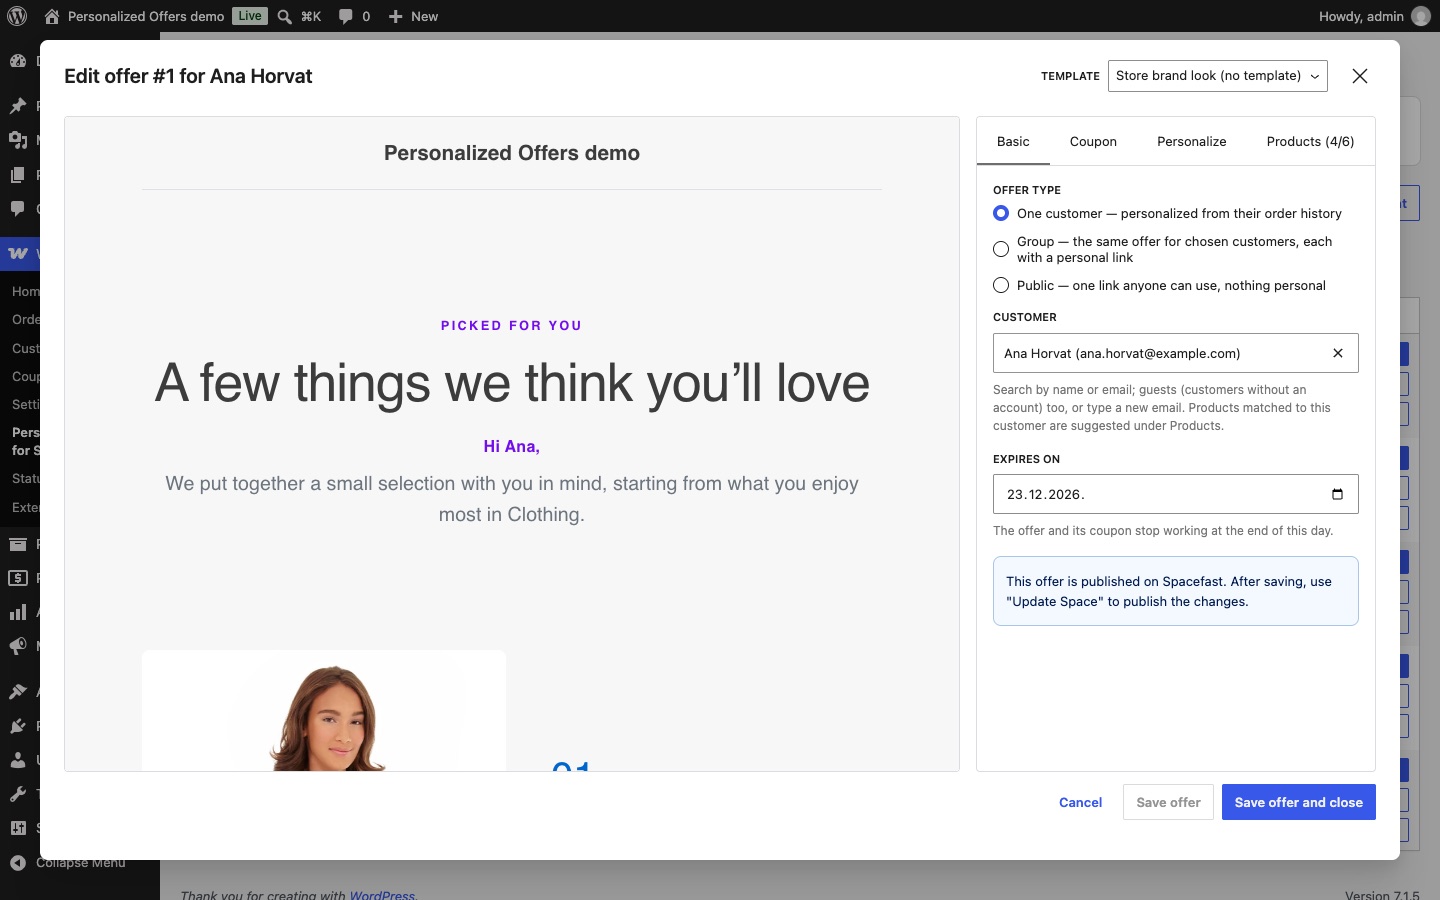 Personalized Offers demo
Live
⌘K
0
New
Howdy, admin
Edit offer #1 for Ana Horvat
TEMPLATE
Store brand look (no template)
Personalized Offers demo
PICKED FOR YOU
A few things we think you’ll love
Hi Ana,
We put together a small selection with you in mind, starting from what you enjoy
most in Clothing.
Basic
Coupon
Personalize
Products (4/6)
OFFER TYPE
One customer — personalized from their order history
Group — the same offer for chosen customers, each
with a personal link
Public — one link anyone can use, nothing personal
CUSTOMER
Ana Horvat (ana.horvat@example.com)
Search by name or email; guests (customers without an
account) too, or type a new email. Products matched to this
customer are suggested under Products.
EXPIRES ON
23.12.2026.
The offer and its coupon stop working at the end of this day.
This offer is published on Spacefast. After saving, use
"Update Space" to publish the changes.
Cancel
Save offer
Save offer and close
Collapse Menu
Thank you for creating with WordPress.
Version 7.1.5